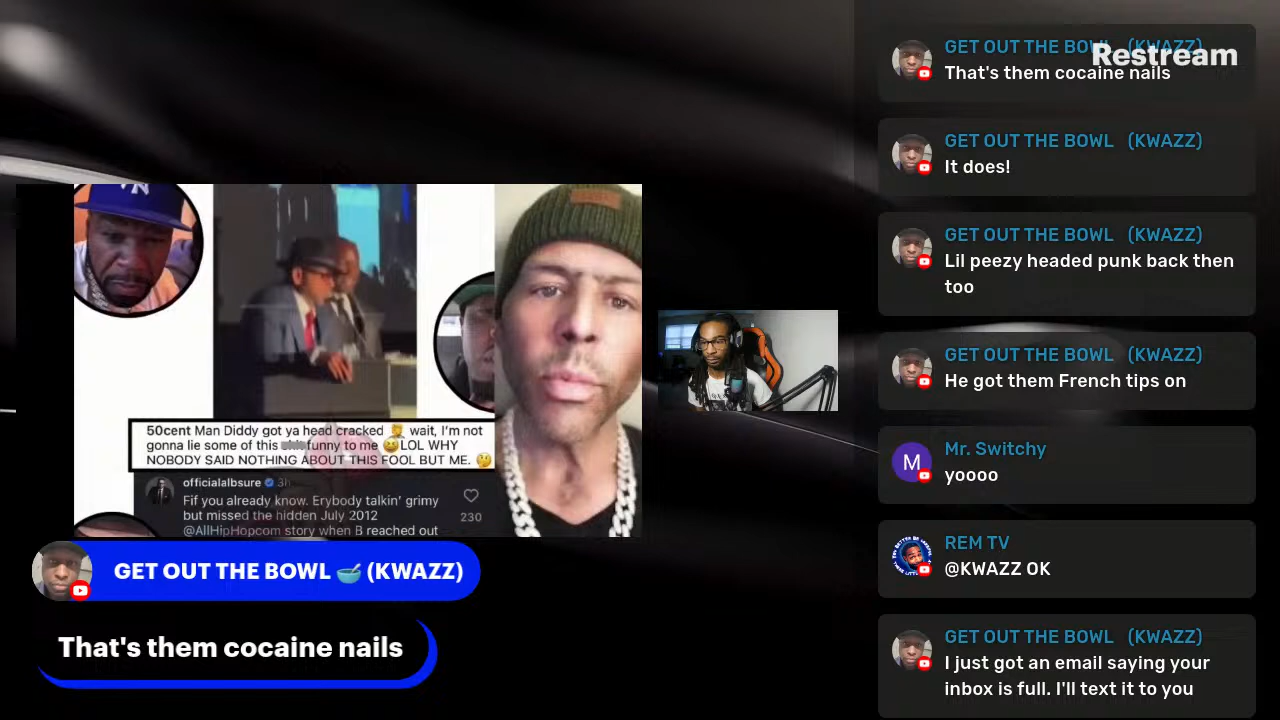 GET OUT THE BOWL (KWAZZ)
Restream
That's them cocaine nails
GET OUT THE BOWL (KWAZZ)
It does!
GET OUT THE BOWL (KWAZZ)
Lil peezy headed punk back then
too
GET OUT THE BOWL (KWAZZ)
He got them French tips on
M
Mr. Switchy
yoooo
REM TV
@KWAZZ OK
GET OUT THE BOWL (KWAZZ)
I just got an email saying your
inbox is full. I'll text it to you
50cent Man Diddy got ya head cracked 🤦 wait, I'm not
gonna lie some of this funny to me 😆LOL WHY
NOBODY SAID NOTHING ABOUT THIS FOOL BUT ME. 🤔
officialalbsure 3h
Fif you already know. Erybody talkin' grimy
but missed the hidden July 2012
230
@AllHipHopcom story when B reached out
GET OUT THE BOWL 🥣 (KWAZZ)
That's them cocaine nails